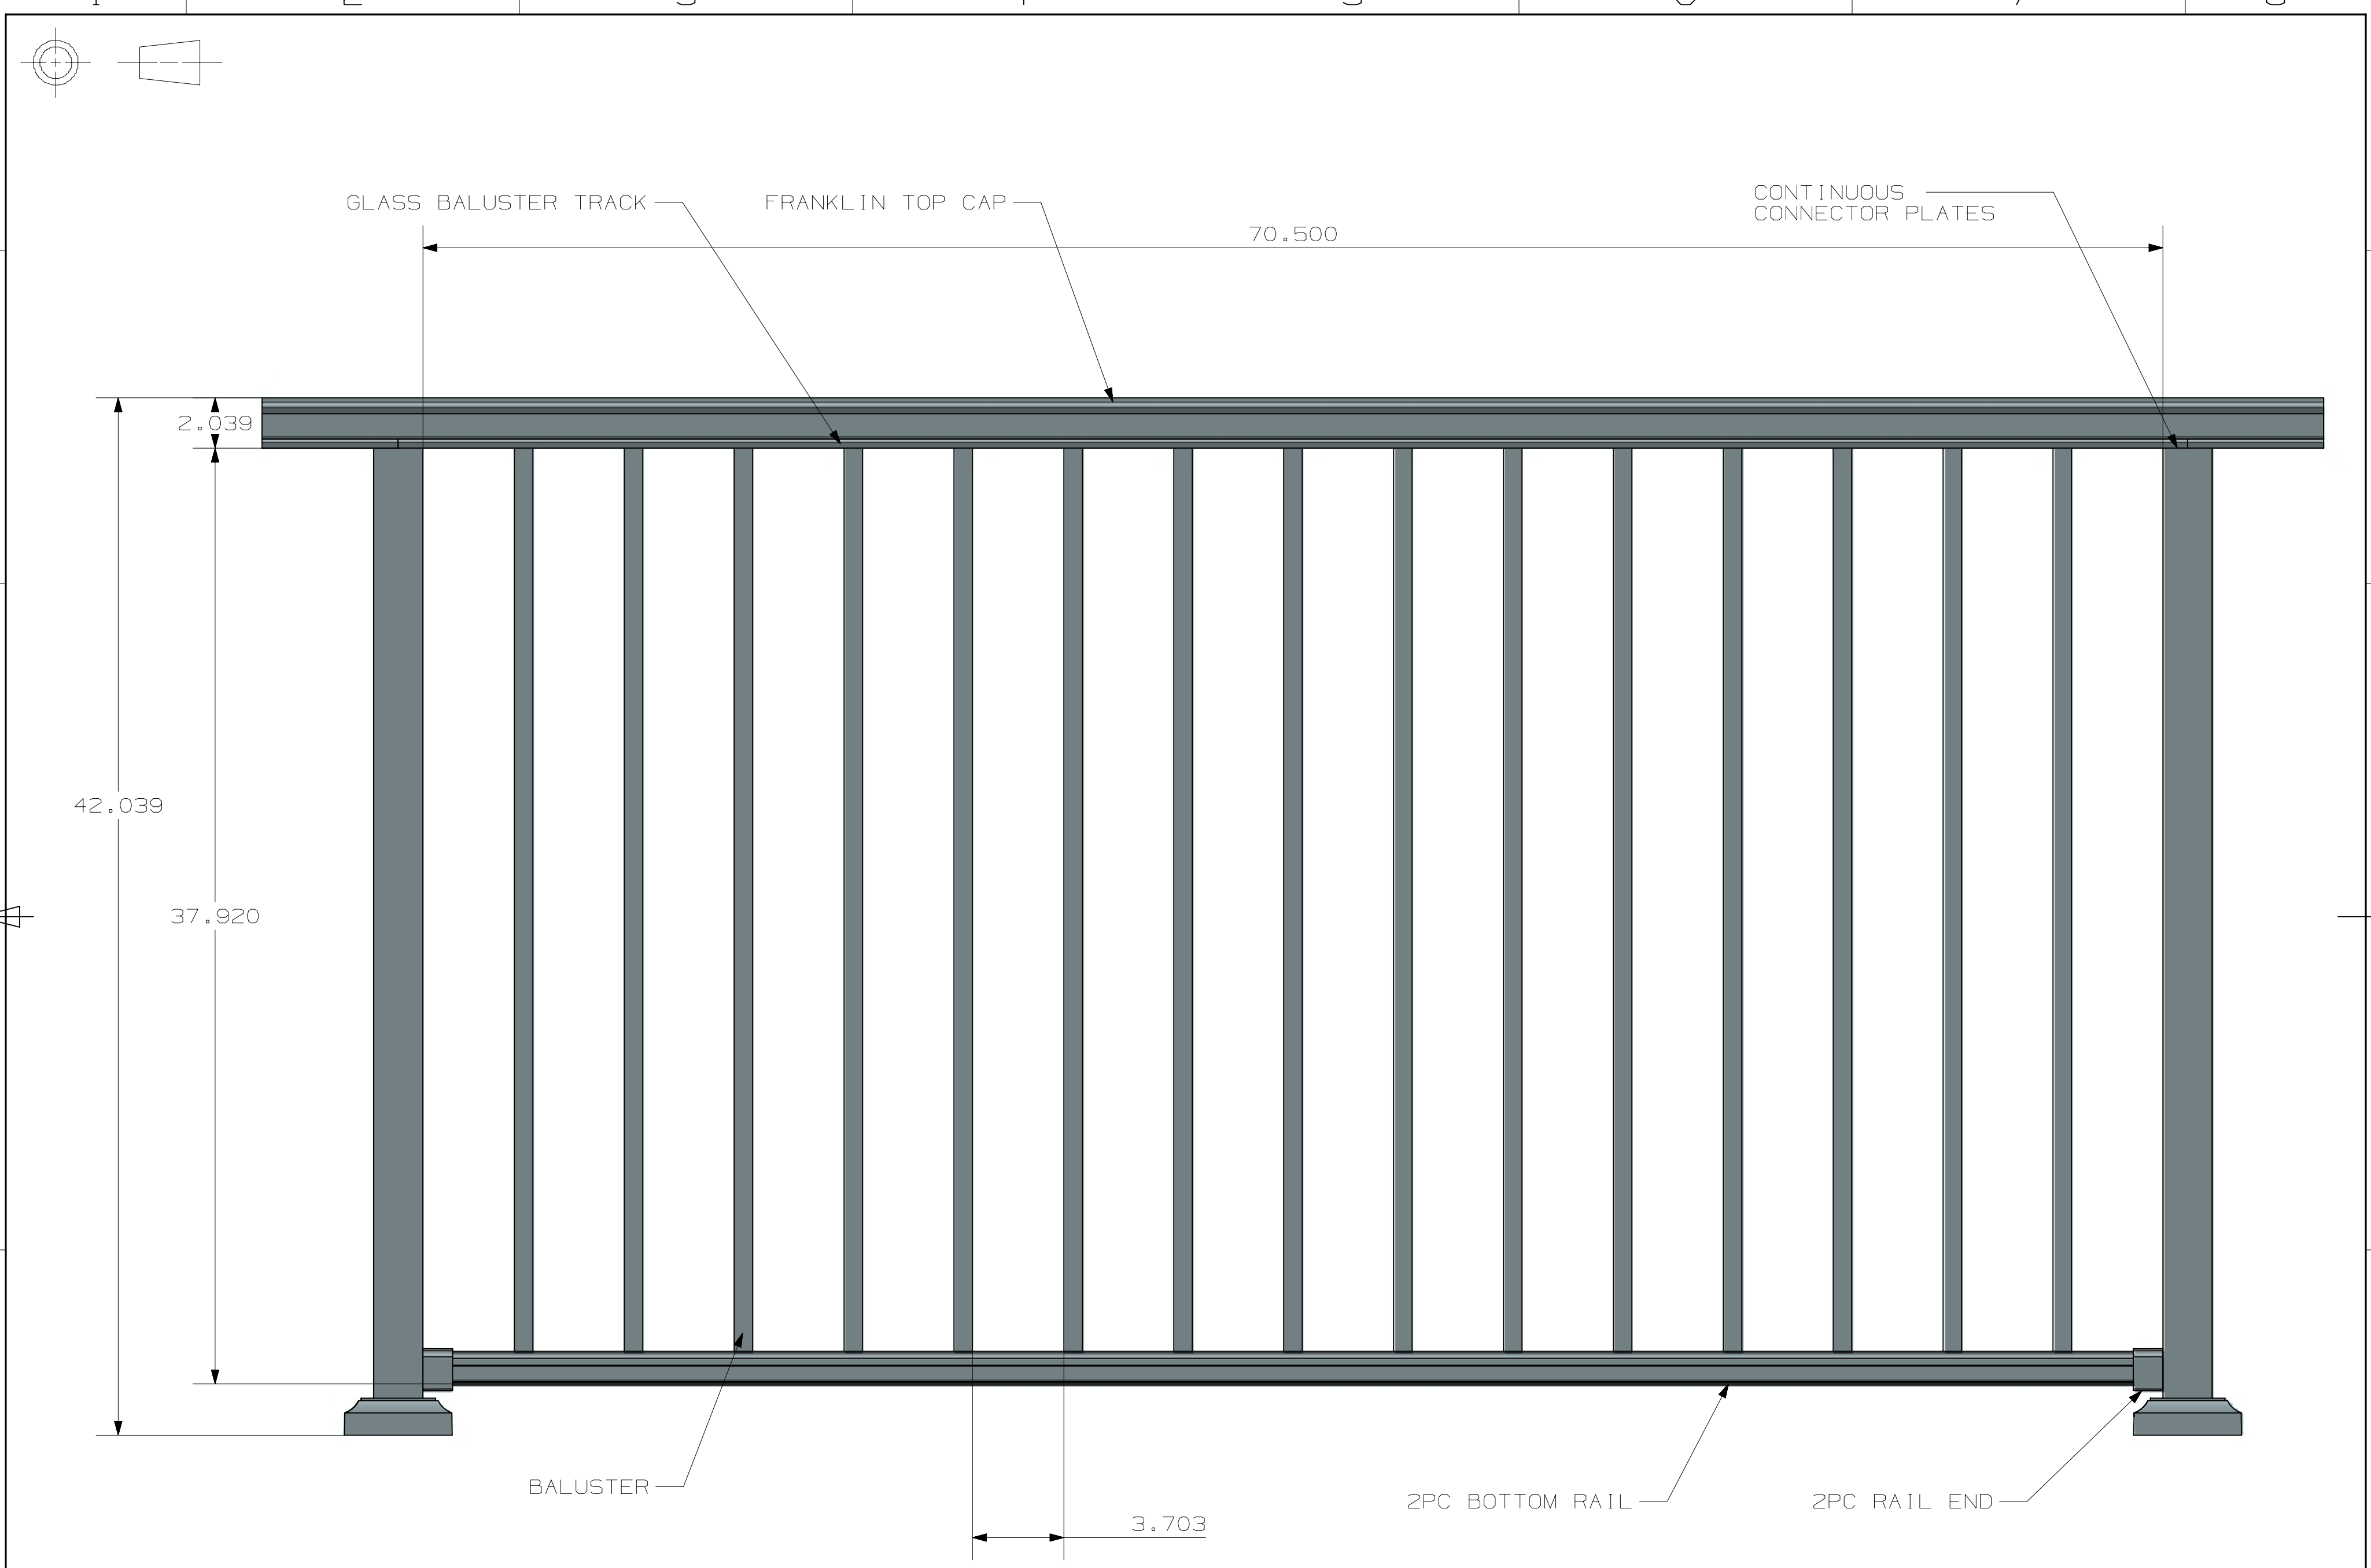 GLASS BALUSTER TRACK
FRANKLIN TOP CAP
CONTINUOUS
CONNECTOR PLATES
70.500
2.039
42.039
37.920
BALUSTER
2PC BOTTOM RAIL
2PC RAIL END
3.703